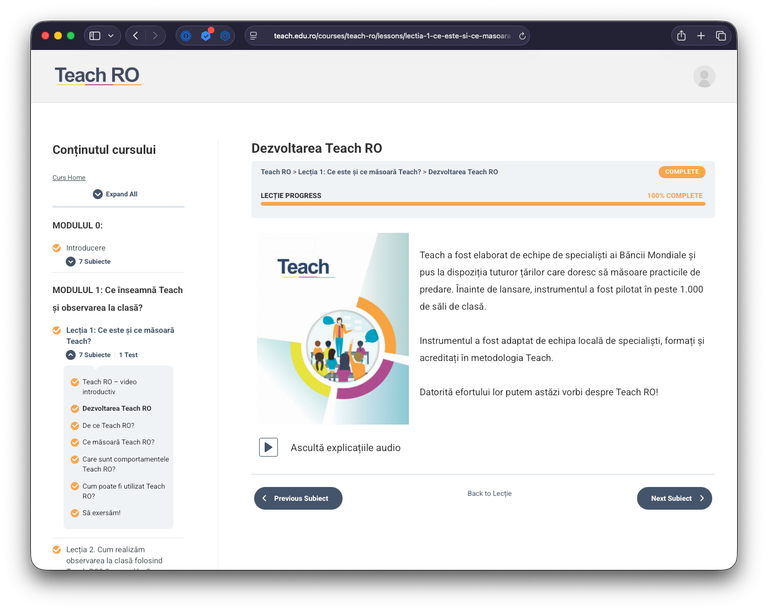 teach.edu.ro/courses/teach-ro/lessons/lectia-1-ce-este-si-ce-masoara
Teach RO
Conținutul cursului
Curs Home
Expand All
MODULUL 0:
Introducere
7 Subiecte
MODULUL 1: Ce înseamnă Teach
și observarea la clasă?
Lecția 1: Ce este și ce măsoară
Teach?
7 Subiecte 1 Test
Teach RO – video
introductiv
Dezvoltarea Teach RO
De ce Teach RO?
Ce măsoară Teach RO?
Care sunt comportamentele
Teach RO?
Cum poate fi utilizat Teach
RO?
Să exersăm!
Lecția 2. Cum realizăm
observarea la clasă folosind
Dezvoltarea Teach RO
Teach RO > Lecția 1: Ce este și ce măsoară Teach? > Dezvoltarea Teach RO
COMPLETE
LECȚIE PROGRESS
100% COMPLETE
Teach
Teach a fost elaborat de echipe de specialiști ai Băncii Mondiale și
pus la dispoziția tuturor țărilor care doresc să măsoare practicile de
predare. Înainte de lansare, instrumentul a fost pilotat în peste 1.000
de săli de clasă.
Instrumentul a fost adaptat de echipa locală de specialiști, formați și
acreditați în metodologia Teach.
Datorită efortului lor putem astăzi vorbi despre Teach RO!
Ascultă explicațiile audio
Previous Subiect
Back to Lecție
Next Subiect